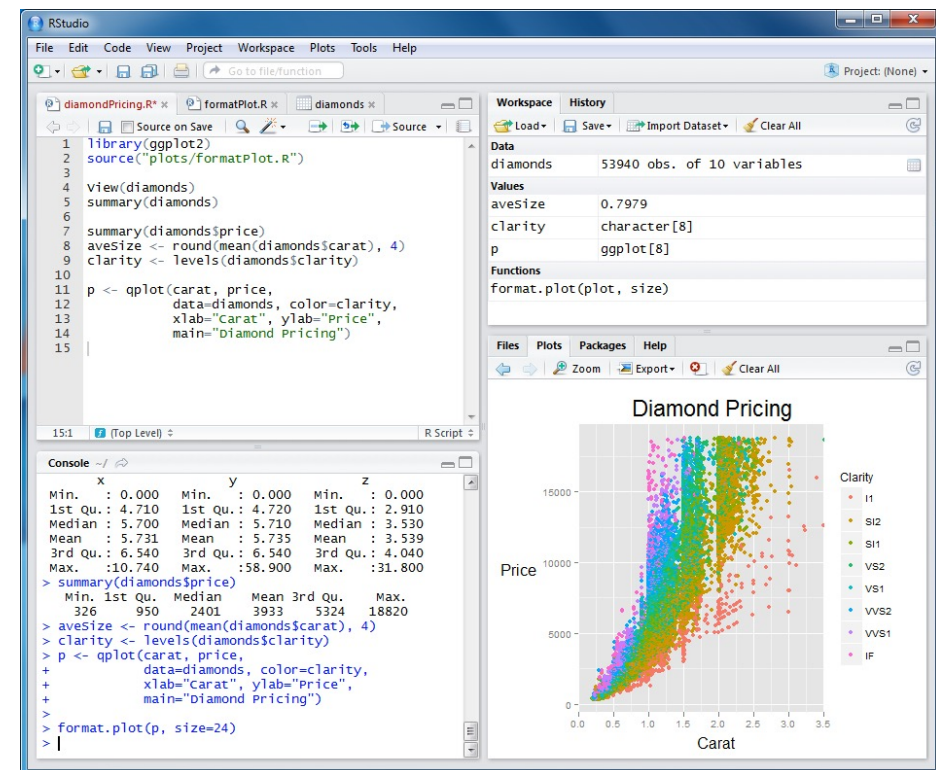 RStudio
File Edit Code View Project Workspace Plots Tools Help
Go to file/function
Project: (None)
diamondPricing.R* formatPlot.R diamonds
Source on Save Source
1 library(ggplot2)
2 source("plots/formatPlot.R")
3
4 View(diamonds)
5 summary(diamonds)
6
7 summary(diamonds$price)
8 aveSize <- round(mean(diamonds$carat), 4)
9 clarity <- levels(diamonds$clarity)
10
11 p <- qplot(carat, price,
12 data=diamonds, color=clarity,
13 xlab="Carat", ylab="Price",
14 main="Diamond Pricing")
15
15:1 (Top Level) R Script
Console ~/
x y z
Min. : 0.000 Min. : 0.000 Min. : 0.000
1st Qu.: 4.710 1st Qu.: 4.720 1st Qu.: 2.910
Median : 5.700 Median : 5.710 Median : 3.530
Mean : 5.731 Mean : 5.735 Mean : 3.539
3rd Qu.: 6.540 3rd Qu.: 6.540 3rd Qu.: 4.040
Max. :10.740 Max. :58.900 Max. :31.800
> summary(diamonds$price)
Min. 1st Qu. Median Mean 3rd Qu. Max.
326 950 2401 3933 5324 18820
> aveSize <- round(mean(diamonds$carat), 4)
> clarity <- levels(diamonds$clarity)
> p <- qplot(carat, price,
+ data=diamonds, color=clarity,
+ xlab="Carat", ylab="Price",
+ main="Diamond Pricing")
>
> format.plot(p, size=24)
>
Workspace History
Load Save Import Dataset Clear All
Data
diamonds 53940 obs. of 10 variables
Values
aveSize 0.7979
clarity character[8]
p ggplot[8]
Functions
format.plot(plot, size)
Files Plots Packages Help
Zoom Export Clear All
Diamond Pricing
15000
10000
5000
0
Price
0.0 0.5 1.0 1.5 2.0 2.5 3.0 3.5
Carat
Clarity
I1
SI2
SI1
VS2
VS1
VVS2
VVS1
IF